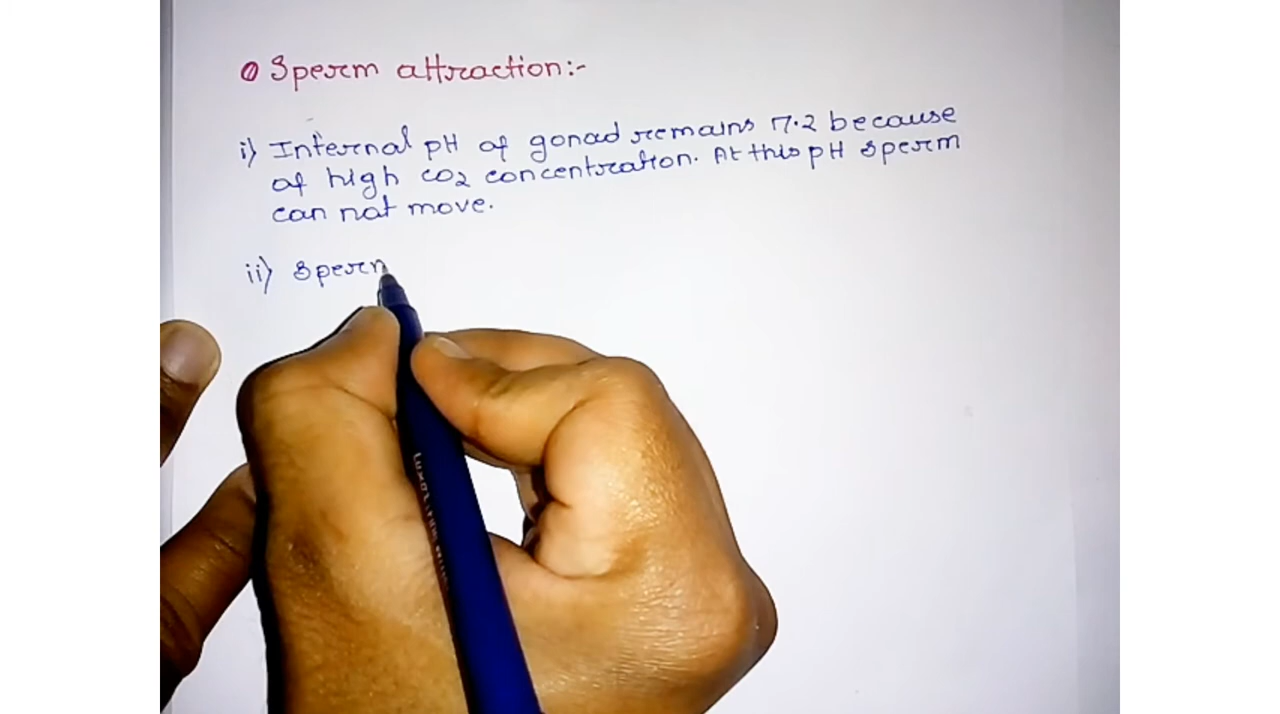 Sperm attraction:-
i) Internal pH of gonad remains 7.2 because
of high CO2 concentration. At this pH sperm
can not move.
ii) Sperm